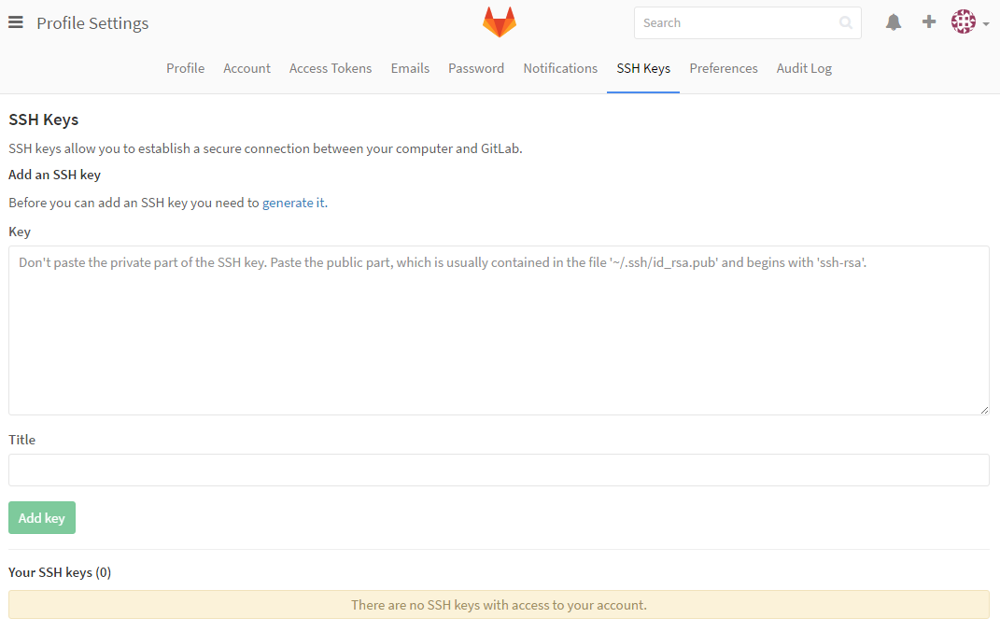 Profile Settings
Search
Profile Account Access Tokens Emails Password Notifications SSH Keys Preferences Audit Log
SSH Keys
SSH keys allow you to establish a secure connection between your computer and GitLab.
Add an SSH key
Before you can add an SSH key you need to generate it.
Key
Don't paste the private part of the SSH key. Paste the public part, which is usually contained in the file '~/.ssh/id_rsa.pub' and begins with 'ssh-rsa'.
Title
Add key
Your SSH keys (0)
There are no SSH keys with access to your account.